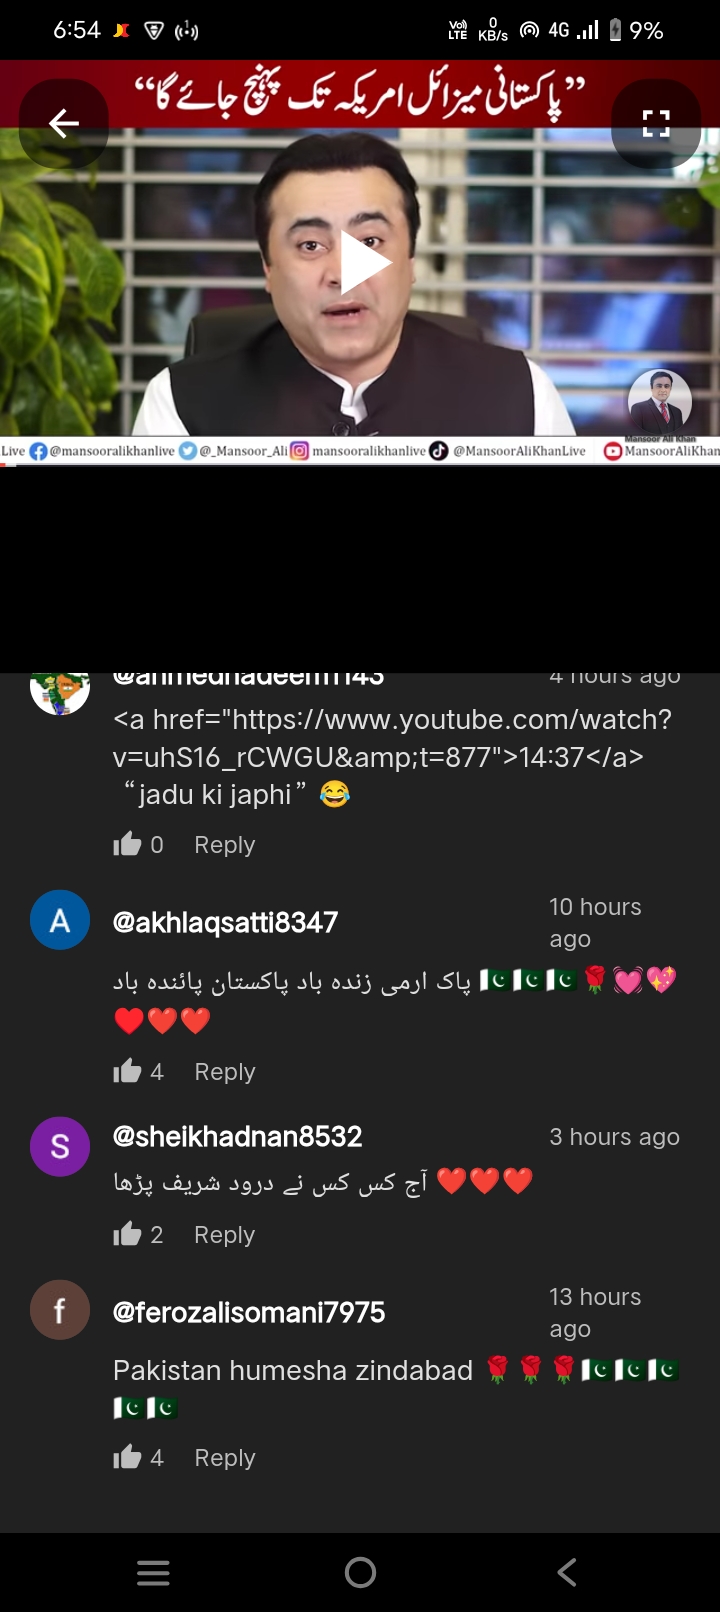 6:54
Vo) LTE 0 KB/s 4G 9%
”پاکستانی میزائل امریکہ تک پہنچ جائے گا“
Mansoor Ali Khan
Live @mansooralikhanlive @_Mansoor_Ali mansooralikhanlive @MansoorAliKhanLive MansoorAliKhan
@ahmednadeem1143 4 hours ago
<a href="https://www.youtube.com/watch?
v=uhS16_rCWGU&amp;t=877">14:37</a>
“jadu ki japhi” 😂
0 Reply
A
@akhlaqsatti8347 10 hours
ago
پاک ارمی زندہ باد پاکستان پائندہ باد 🇵🇰🇵🇰🇵🇰🌹💓💖
♥️❤️❤️
4 Reply
S
@sheikhadnan8532 3 hours ago
آج کس کس نے درود شریف پڑھا ❤️❤️❤️
2 Reply
f
@ferozalisomani7975 13 hours
ago
Pakistan humesha zindabad 🌹🌹🌹🇵🇰🇵🇰🇵🇰
🇵🇰🇵🇰
4 Reply